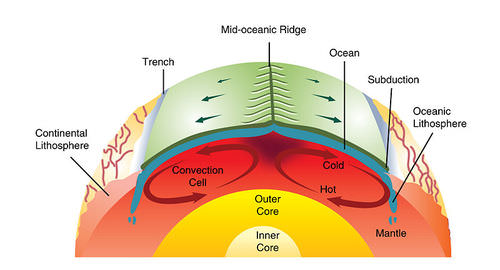 Mid-oceanic Ridge
Trench
Ocean
Subduction
Oceanic
Lithosphere
Continental
Lithosphere
Convection
Cell
Cold
Hot
Outer
Core
Inner
Core
Mantle